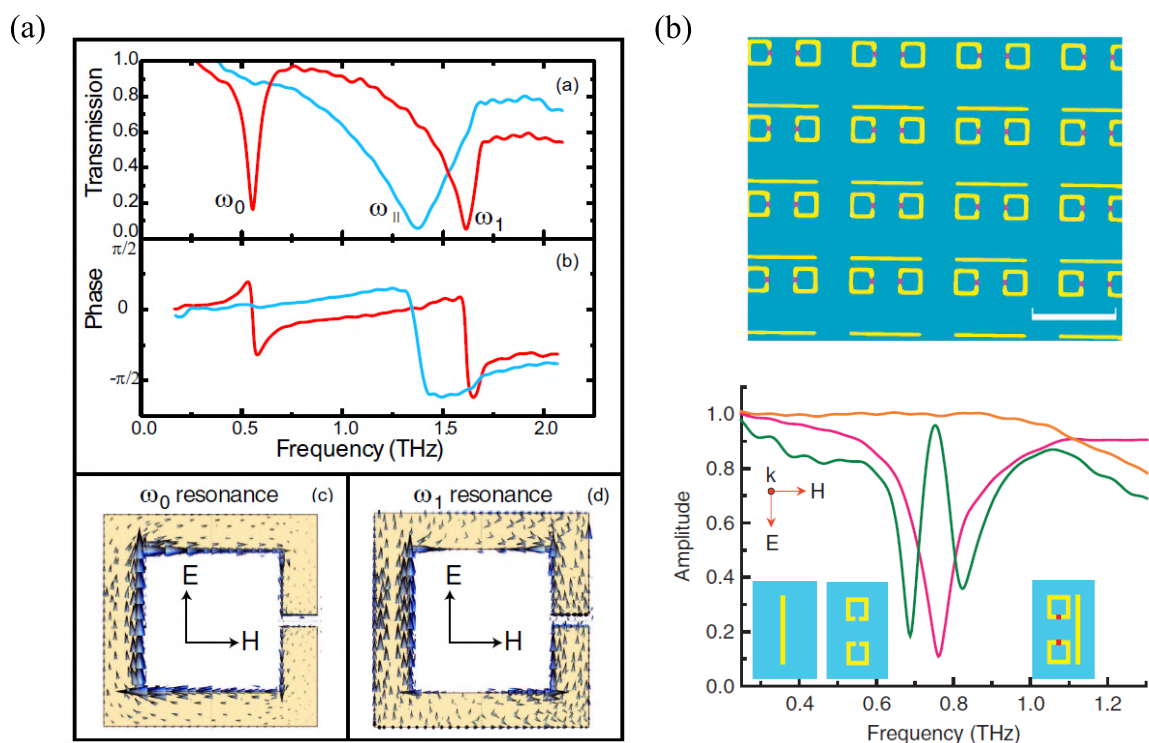 (a)
1.0
0.8
0.6
0.4
0.2
0.0
Transmission
(a)
ω0
ω||
ω1
π/2
0
-π/2
Phase
(b)
0.0 0.5 1.0 1.5 2.0
Frequency (THz)
ω0 resonance (c)
E
H
ω1 resonance (d)
E
H
(b)
1.0
0.8
0.6
0.4
0.2
0.0
Amplitude
k
H
E
0.4 0.6 0.8 1.0 1.2
Frequency (THz)